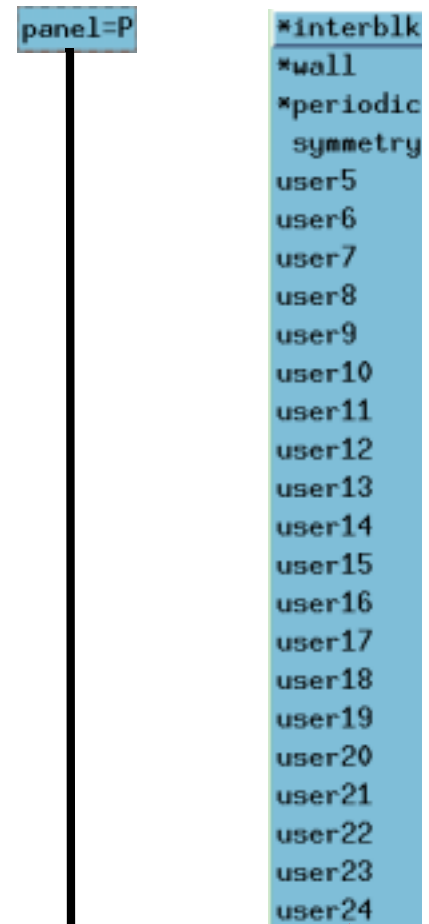 panel=P
*interblk
*wall
*periodic
symmetry
user5
user6
user7
user8
user9
user10
user11
user12
user13
user14
user15
user16
user17
user18
user19
user20
user21
user22
user23
user24